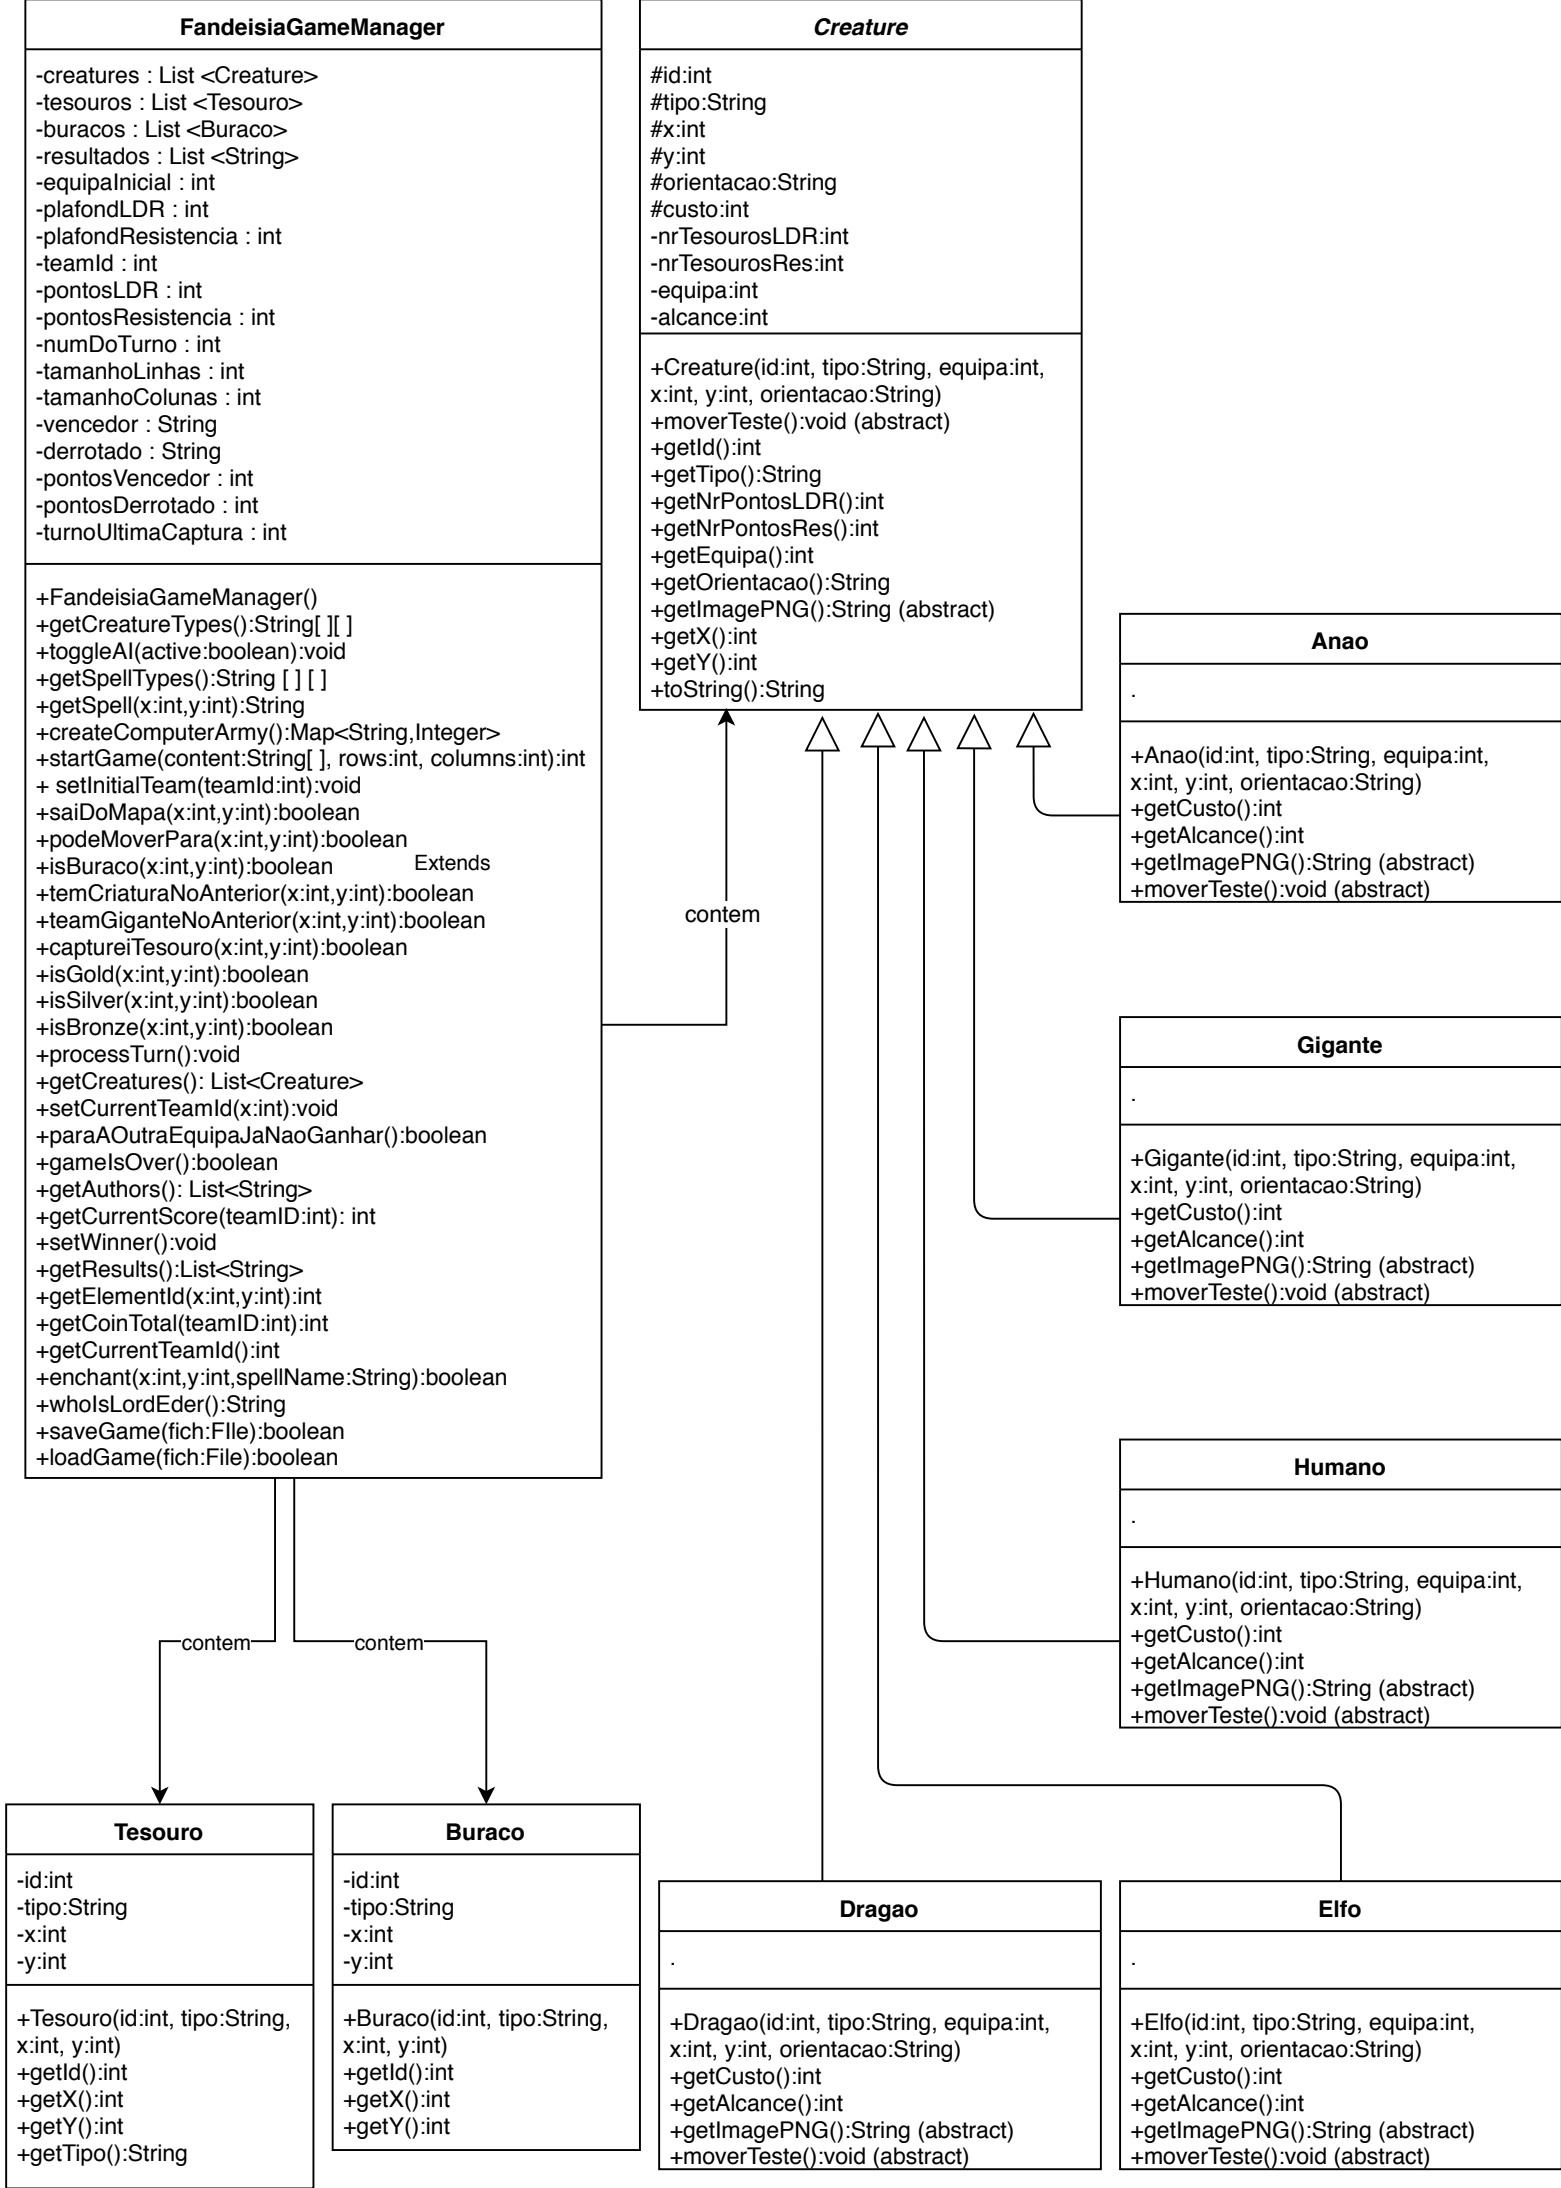 FandeisiaGameManager
-creatures : List <Creature>
-tesouros : List <Tesouro>
-buracos : List <Buraco>
-resultados : List <String>
-equipaInicial : int
-plafondLDR : int
-plafondResistencia : int
-teamId : int
-pontosLDR : int
-pontosResistencia : int
-numDoTurno : int
-tamanhoLinhas : int
-tamanhoColunas : int
-vencedor : String
-derrotado : String
-pontosVencedor : int
-pontosDerrotado : int
-turnoUltimaCaptura : int
+FandeisiaGameManager()
+getCreatureTypes():String[ ][ ]
+toggleAI(active:boolean):void
+getSpellTypes():String [ ] [ ]
+getSpell(x:int,y:int):String
+createComputerArmy():Map<String,Integer>
+startGame(content:String[ ], rows:int, columns:int):int
+ setInitialTeam(teamId:int):void
+saiDoMapa(x:int,y:int):boolean
+podeMoverPara(x:int,y:int):boolean
+isBuraco(x:int,y:int):boolean
Extends
+temCriaturaNoAnterior(x:int,y:int):boolean
+teamGiganteNoAnterior(x:int,y:int):boolean
+captureiTesouro(x:int,y:int):boolean
+isGold(x:int,y:int):boolean
+isSilver(x:int,y:int):boolean
+isBronze(x:int,y:int):boolean
+processTurn():void
+getCreatures(): List<Creature>
+setCurrentTeamId(x:int):void
+paraAOutraEquipaJaNaoGanhar():boolean
+gameIsOver():boolean
+getAuthors(): List<String>
+getCurrentScore(teamID:int): int
+setWinner():void
+getResults():List<String>
+getElementId(x:int,y:int):int
+getCoinTotal(teamID:int):int
+getCurrentTeamId():int
+enchant(x:int,y:int,spellName:String):boolean
+whoIsLordEder():String
+saveGame(fich:FIle):boolean
+loadGame(fich:File):boolean
Creature
#id:int
#tipo:String
#x:int
#y:int
#orientacao:String
#custo:int
-nrTesourosLDR:int
-nrTesourosRes:int
-equipa:int
-alcance:int
+Creature(id:int, tipo:String, equipa:int,
x:int, y:int, orientacao:String)
+moverTeste():void (abstract)
+getId():int
+getTipo():String
+getNrPontosLDR():int
+getNrPontosRes():int
+getEquipa():int
+getOrientacao():String
+getImagePNG():String (abstract)
+getX():int
+getY():int
+toString():String
contem
Anao
.
+Anao(id:int, tipo:String, equipa:int,
x:int, y:int, orientacao:String)
+getCusto():int
+getAlcance():int
+getImagePNG():String (abstract)
+moverTeste():void (abstract)
Gigante
.
+Gigante(id:int, tipo:String, equipa:int,
x:int, y:int, orientacao:String)
+getCusto():int
+getAlcance():int
+getImagePNG():String (abstract)
+moverTeste():void (abstract)
Humano
.
+Humano(id:int, tipo:String, equipa:int,
x:int, y:int, orientacao:String)
+getCusto():int
+getAlcance():int
+getImagePNG():String (abstract)
+moverTeste():void (abstract)
contem
contem
Tesouro
-id:int
-tipo:String
-x:int
-y:int
+Tesouro(id:int, tipo:String,
x:int, y:int)
+getId():int
+getX():int
+getY():int
+getTipo():String
Buraco
-id:int
-tipo:String
-x:int
-y:int
+Buraco(id:int, tipo:String,
x:int, y:int)
+getId():int
+getX():int
+getY():int
Dragao
.
+Dragao(id:int, tipo:String, equipa:int,
x:int, y:int, orientacao:String)
+getCusto():int
+getAlcance():int
+getImagePNG():String (abstract)
+moverTeste():void (abstract)
Elfo
.
+Elfo(id:int, tipo:String, equipa:int,
x:int, y:int, orientacao:String)
+getCusto():int
+getAlcance():int
+getImagePNG():String (abstract)
+moverTeste():void (abstract)